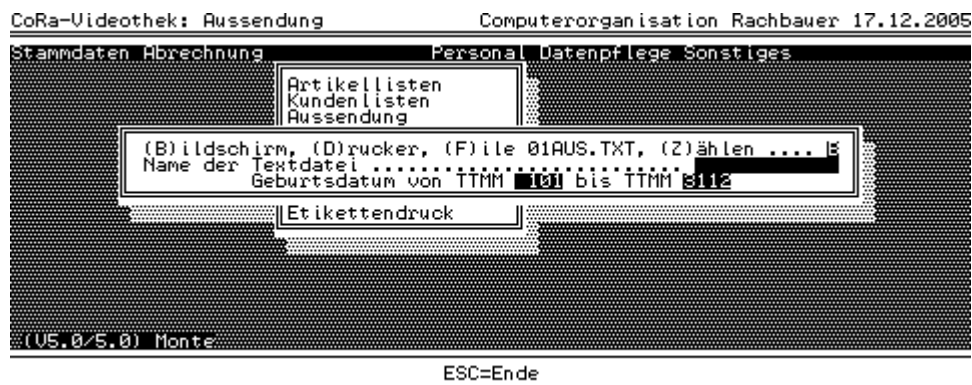 CoRa-Videothek: Aussendung Computerorganisation Rachbauer 17.12.2005
Stammdaten Abrechnung Personal Datenpflege Sonstiges
Artikellisten
Kundenlisten
Aussendung
(B)ildschirm, (D)rucker, (F)ile 01AUS.TXT, (Z)ählen .... B
Name der Textdatei ............................
Geburtsdatum von TTMM 101 bis TTMM 3112
Etikettendruck
(V5.0/5.0) Monte
ESC=Ende